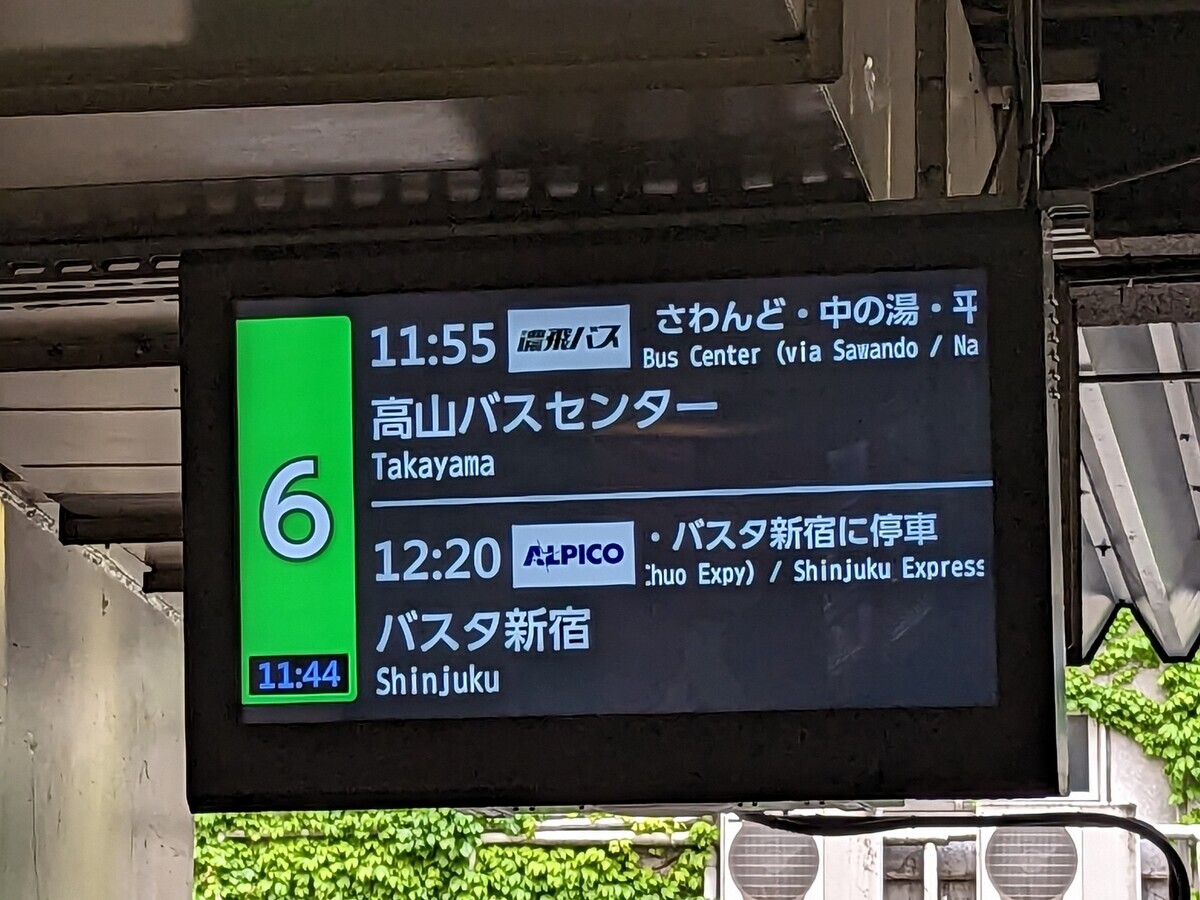 6
11:44
11:55 濃飛バス さわんど・中の湯・平
Bus Center (via Sawando / Na
高山バスセンター
Takayama
12:20 ALPICO ・バスタ新宿に停車
huo Expy) / Shinjuku Express
バスタ新宿
Shinjuku